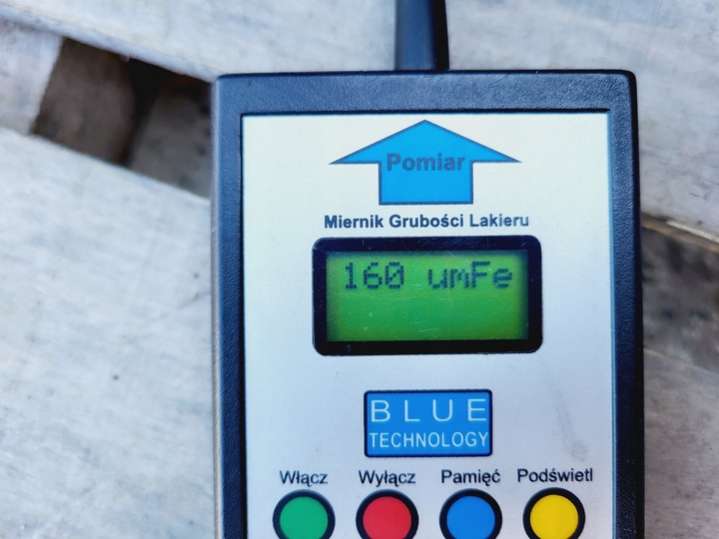 Pomiar
Miernik Grubości Lakieru
160 umFe
BLUE
TECHNOLOGY
Włącz Wyłącz Pamięć Podświetl